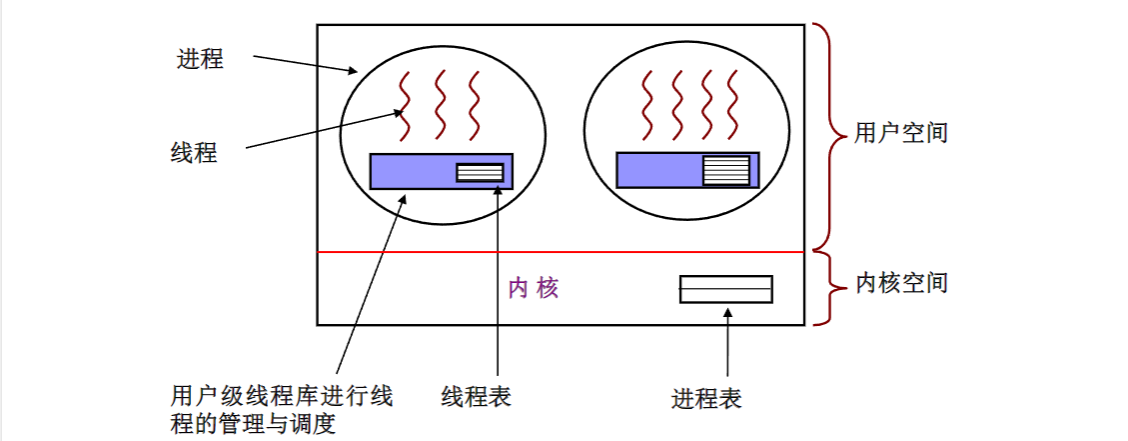 进程
线程
用户空间
内核
内核空间
用户级线程库进行线
程的管理与调度
线程表
进程表